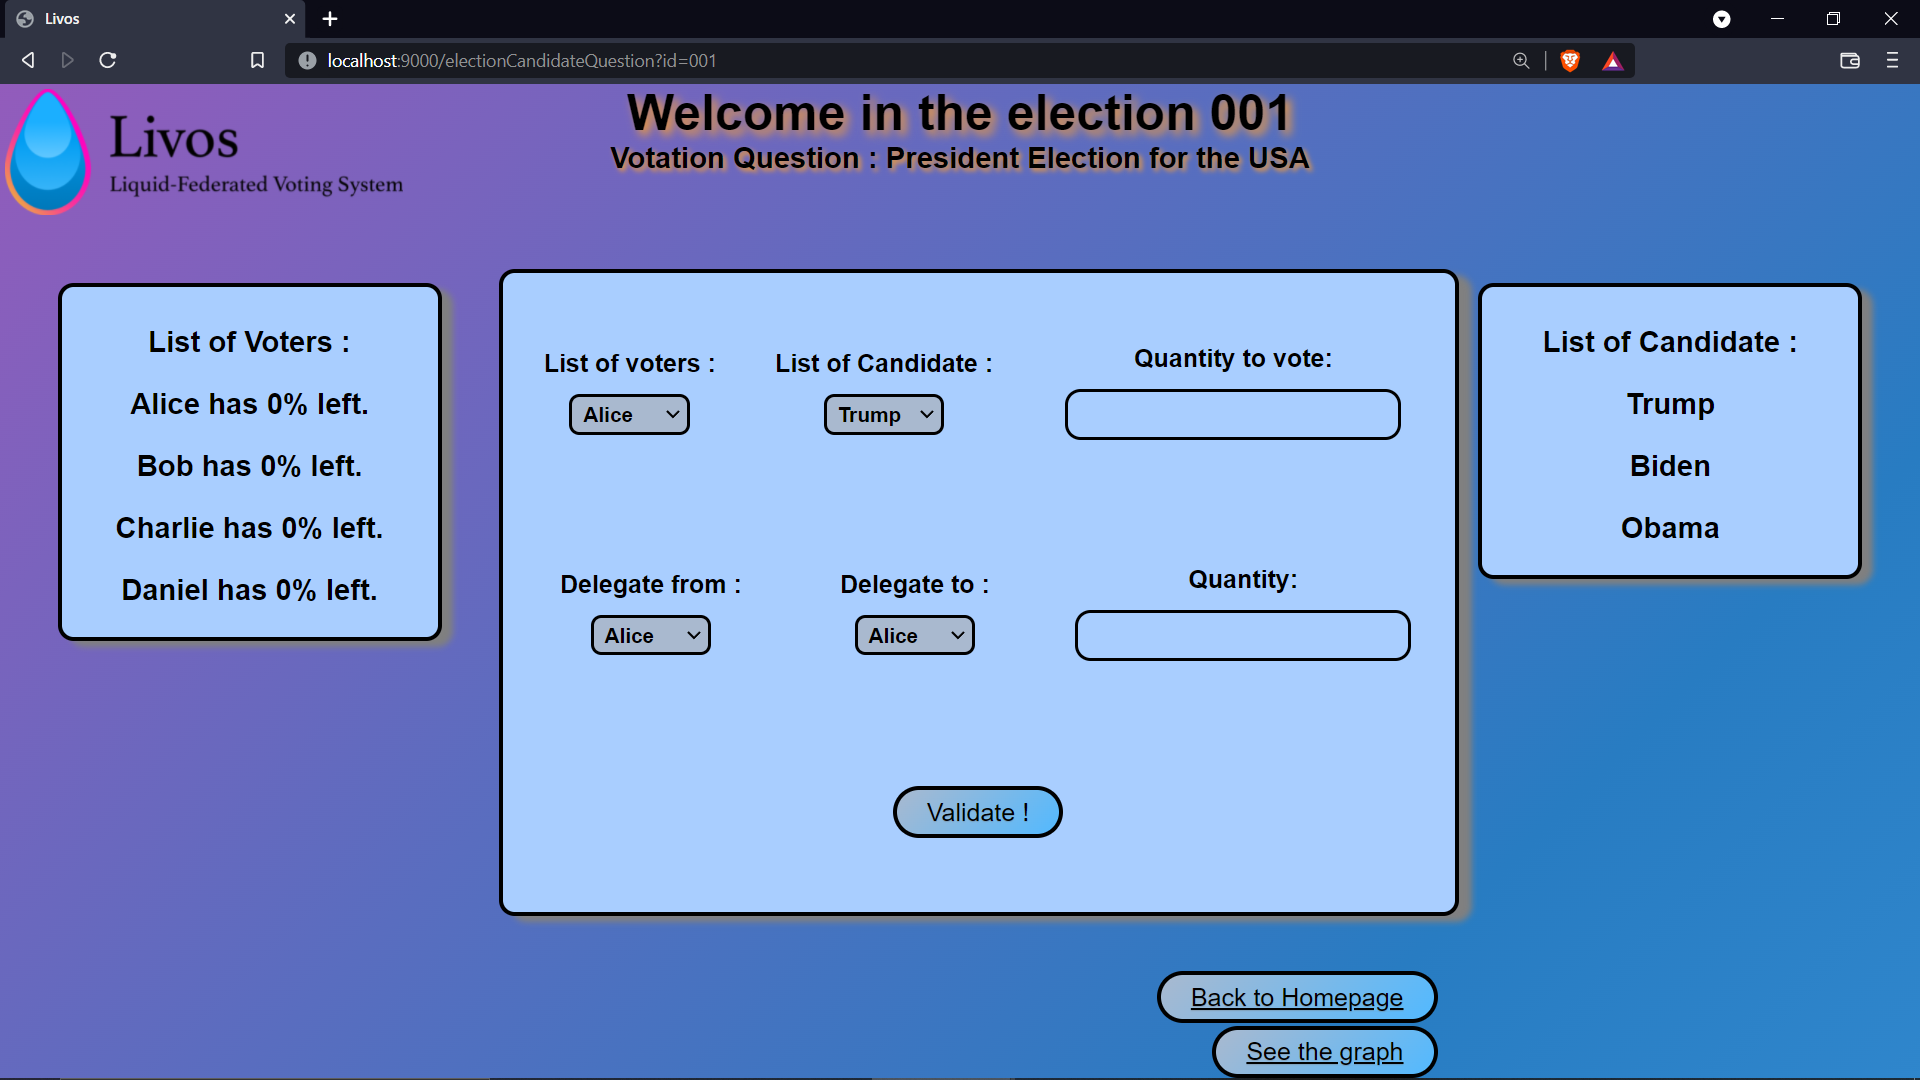 Livos
localhost:9000/electionCandidateQuestion?id=001
Livos
Liquid-Federated Voting System
Welcome in the election 001
Votation Question : President Election for the USA
List of Voters :
Alice has 0% left.
Bob has 0% left.
Charlie has 0% left.
Daniel has 0% left.
List of voters :
List of Candidate :
Quantity to vote:
Alice
Trump
Delegate from :
Delegate to :
Quantity:
Alice
Alice
Validate !
List of Candidate :
Trump
Biden
Obama
Back to Homepage
See the graph